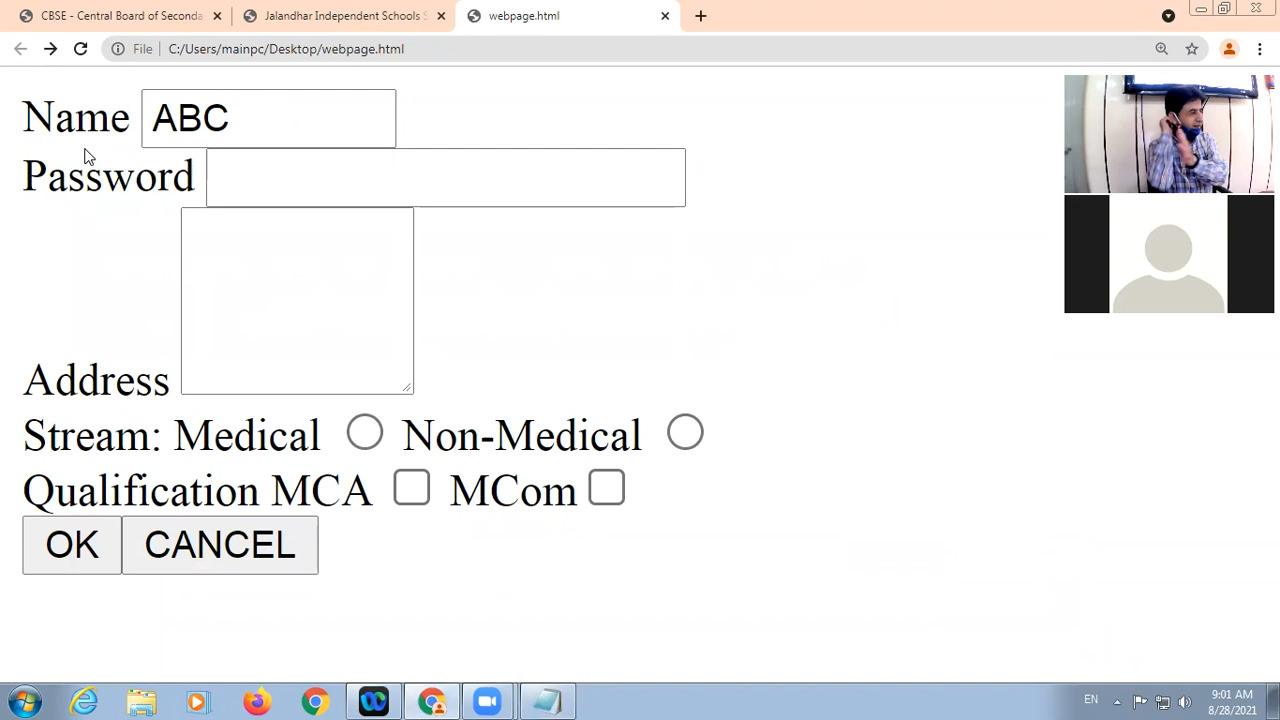 CBSE - Central Board of Seconda
Jalandhar Independent Schools S
webpage.html
File C:/Users/mainpc/Desktop/webpage.html
Name ABC
Password
Address
Stream: Medical Non-Medical
Qualification MCA MCom
OK CANCEL
EN
9:01 AM
8/28/2021